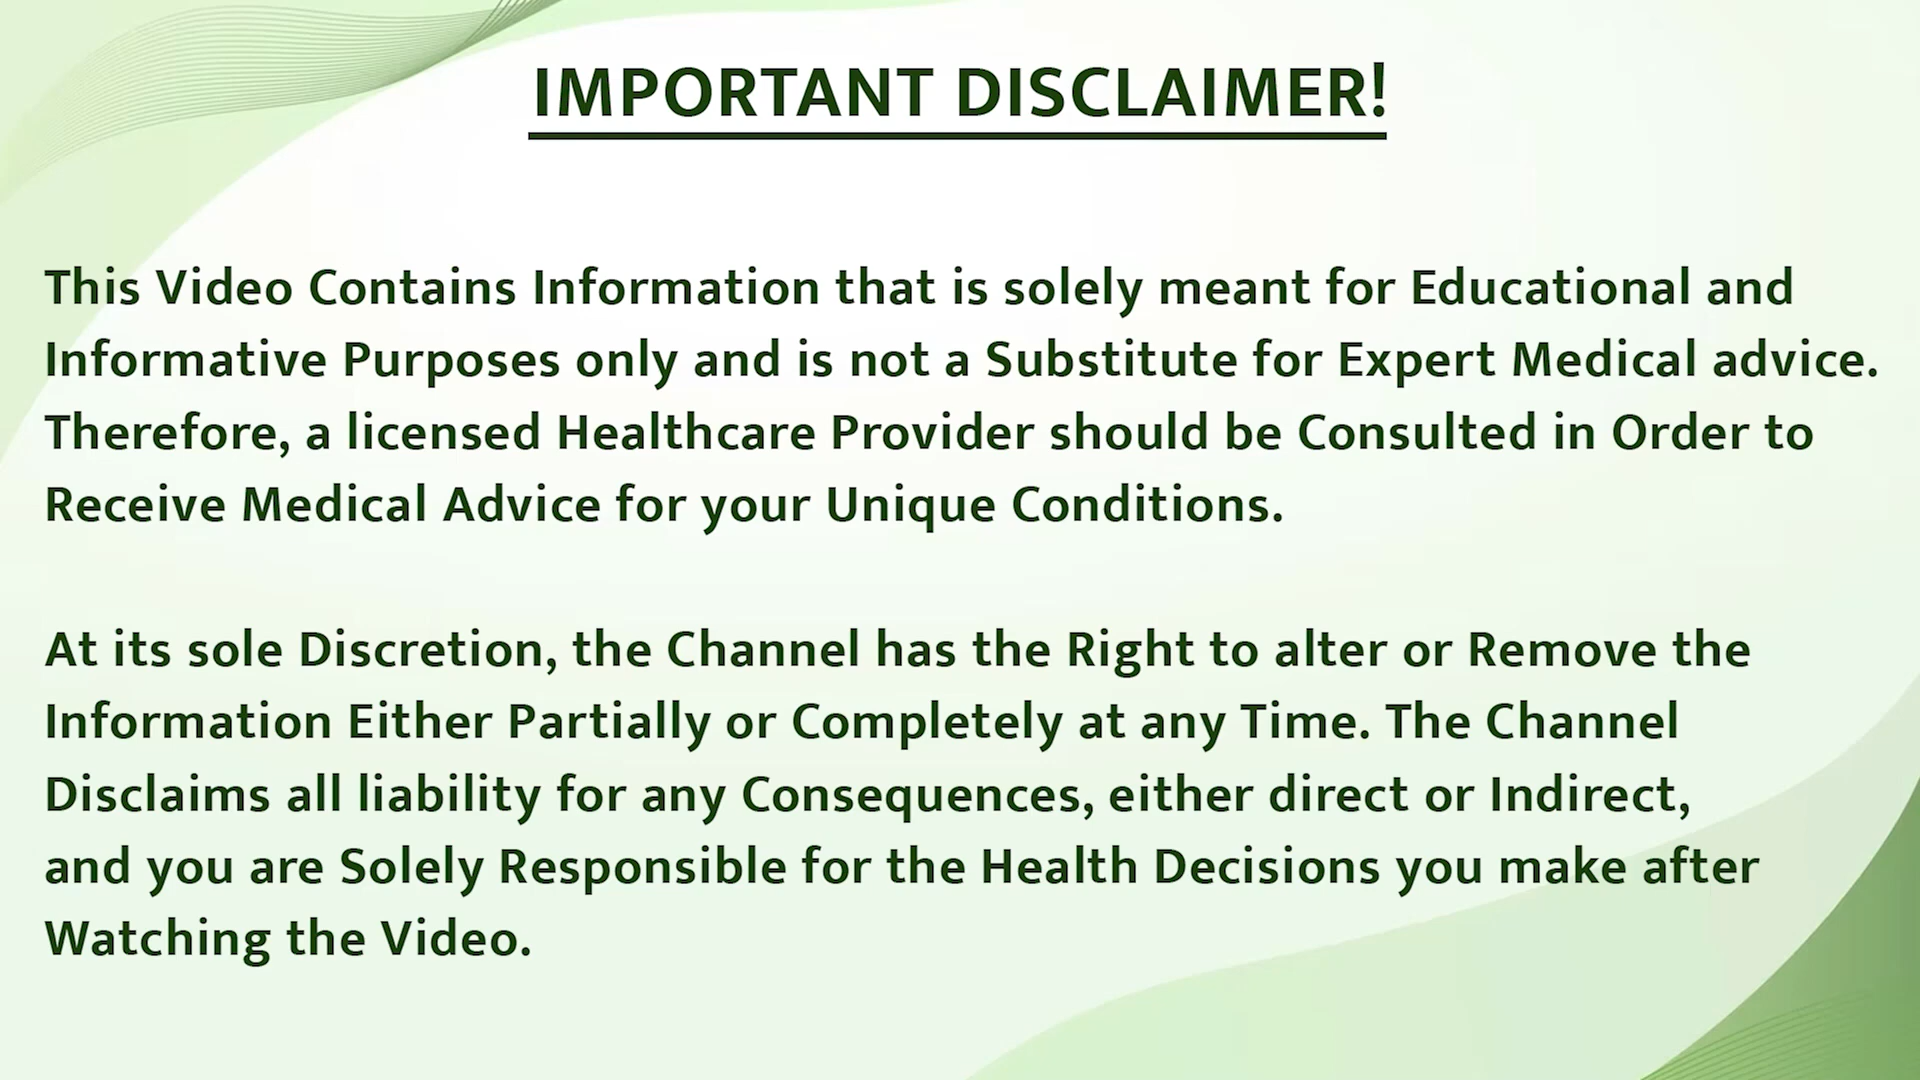 IMPORTANT DISCLAIMER!
This Video Contains Information that is solely meant for Educational and
Informative Purposes only and is not a Substitute for Expert Medical advice.
Therefore, a licensed Healthcare Provider should be Consulted in Order to
Receive Medical Advice for your Unique Conditions.
At its sole Discretion, the Channel has the Right to alter or Remove the
Information Either Partially or Completely at any Time. The Channel
Disclaims all liability for any Consequences, either direct or Indirect,
and you are Solely Responsible for the Health Decisions you make after
Watching the Video.